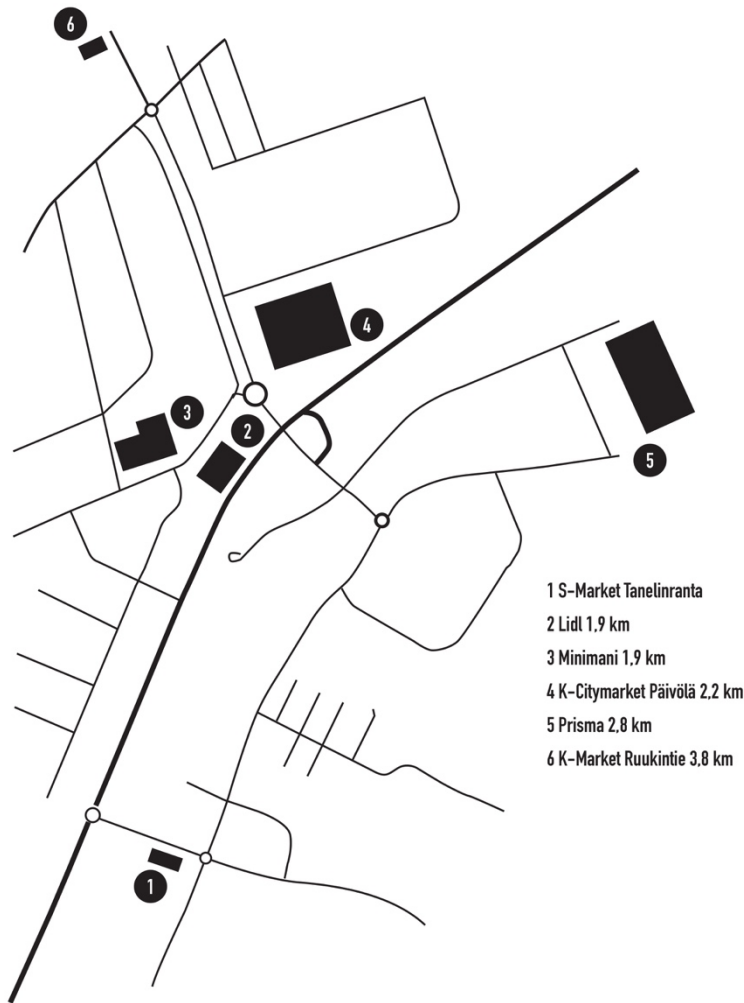 6
4
3
2
5
1 S-Market Tanelinranta
2 Lidl 1,9 km
3 Minimani 1,9 km
4 K-Citymarket Päivölä 2,2 km
5 Prisma 2,8 km
6 K-Market Ruukintie 3,8 km
1